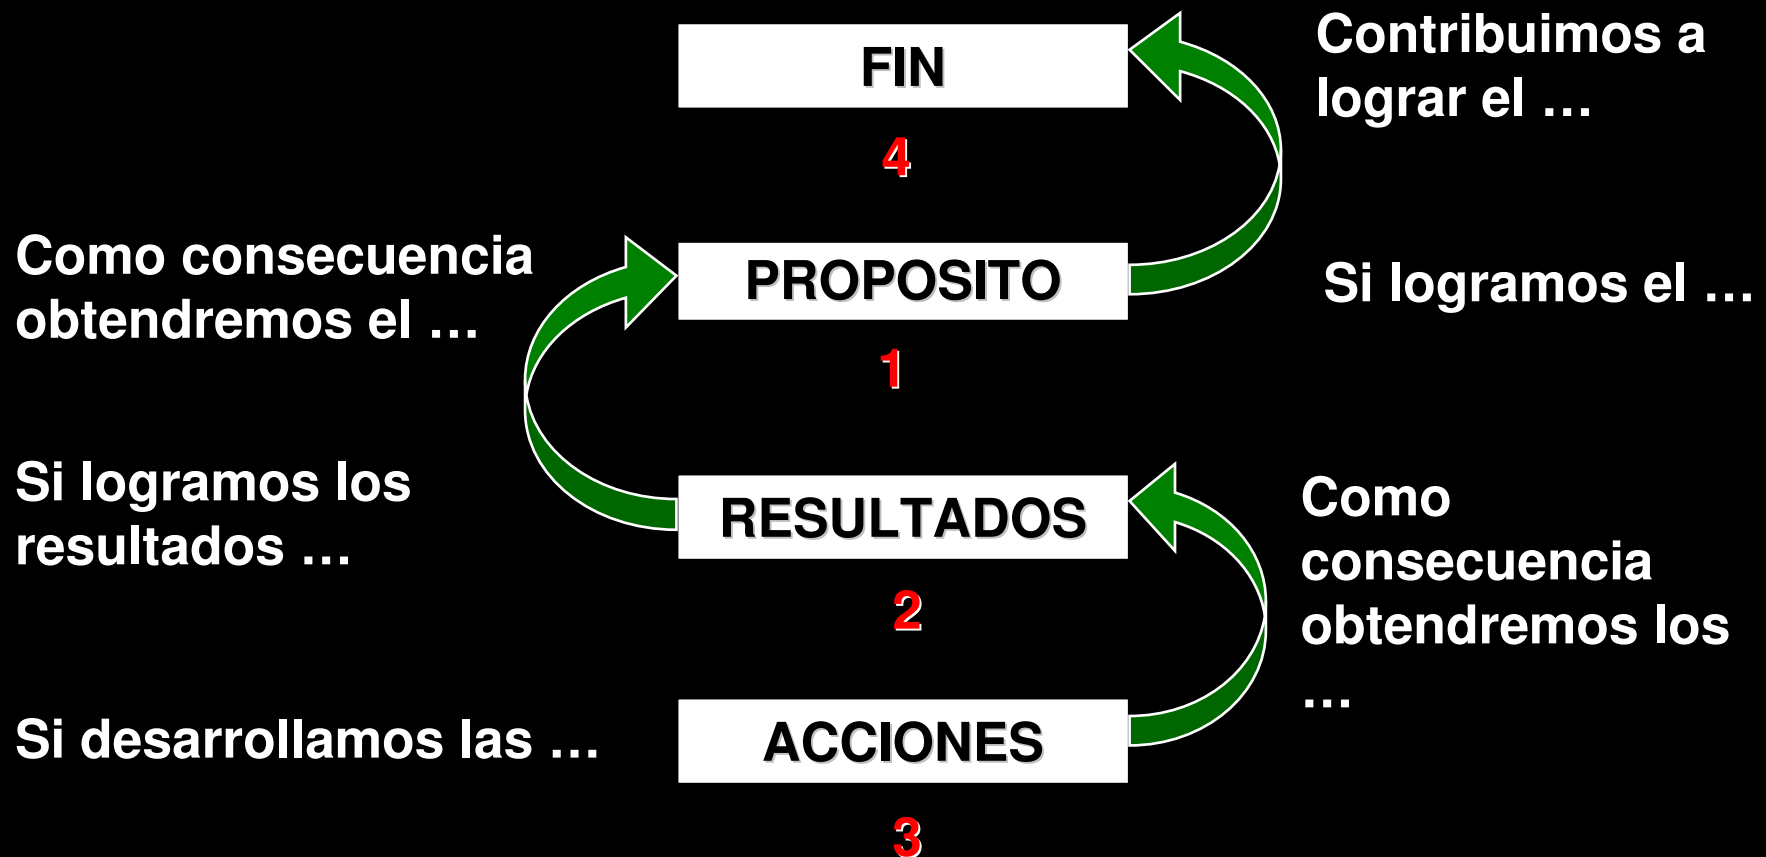 FIN
Contribuimos a
lograr el …
4
Como consecuencia
obtendremos el …
PROPOSITO
Si logramos el …
1
Si logramos los
resultados …
RESULTADOS
Como
consecuencia
obtendremos los
…
2
Si desarrollamos las …
ACCIONES
3